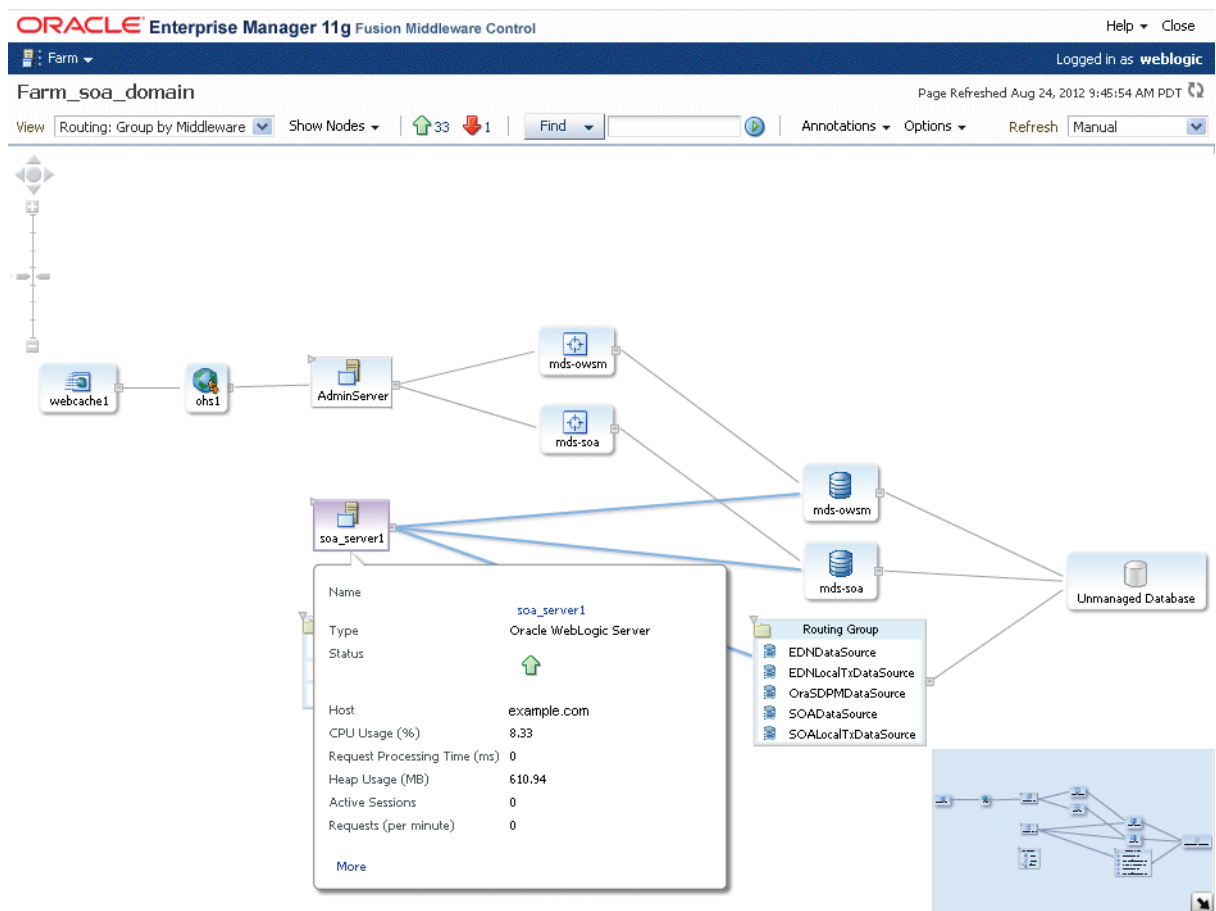 ORACLE Enterprise Manager 11g Fusion Middleware Control
Help Close
Farm
Logged in as weblogic
Farm_soa_domain
Page Refreshed Aug 24, 2012 9:45:54 AM PDT
View Routing: Group by Middleware Show Nodes 33 1 Find Annotations Options Refresh Manual
mds-owsm
webcache1
ohs1
AdminServer
mds-soa
mds-owsm
soa_server1
mds-soa
Unmanaged Database
Name soa_server1
Type Oracle WebLogic Server
Status
Host example.com
CPU Usage (%) 8.33
Request Processing Time (ms) 0
Heap Usage (MB) 610.94
Active Sessions 0
Requests (per minute) 0
More
Routing Group
EDNDataSource
EDNLocalTxDataSource
OraSDPMDataSource
SOADataSource
SOALocalTxDataSource